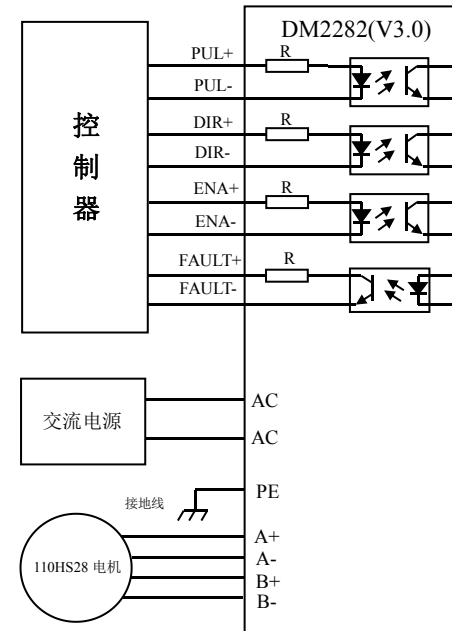 DM2282(V3.0)
PUL+
R
PUL-
DIR+
R
DIR-
ENA+
R
ENA-
FAULT+
R
FAULT-
控
制
器
交流电源
AC
AC
接地线
PE
110HS28 电机
A+
A-
B+
B-